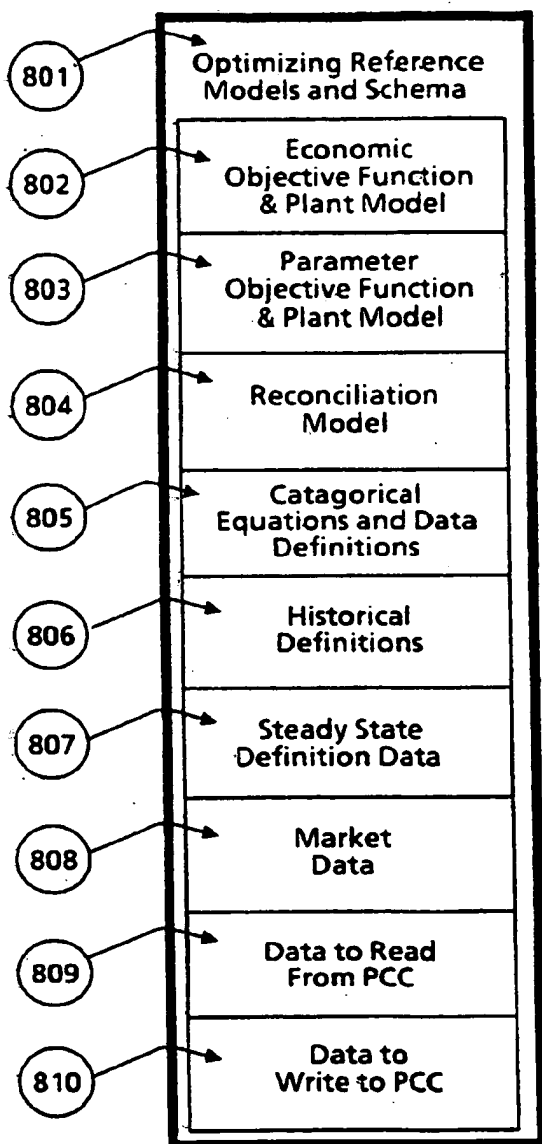 801
Optimizing Reference
Models and Schema
802
Economic
Objective Function
& Plant Model
803
Parameter
Objective Function
& Plant Model
804
Reconciliation
Model
805
Catagorical
Equations and Data
Definitions
806
Historical
Definitions
807
Steady State
Definition Data
808
Market
Data
809
Data to Read
From PCC
810
Data to
Write to PCC